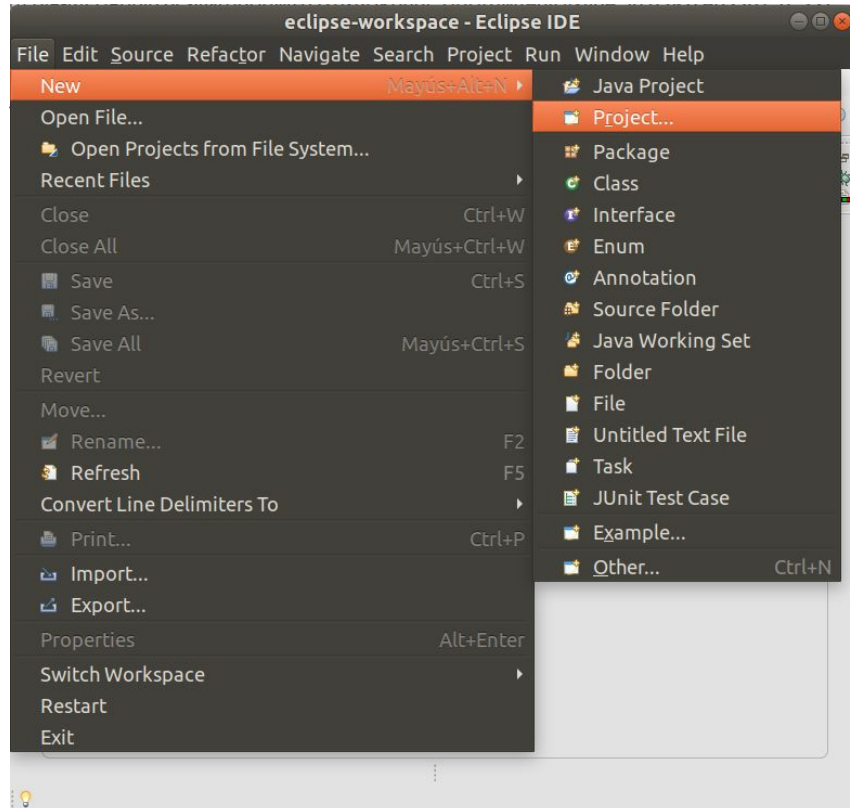 eclipse-workspace - Eclipse IDE
File Edit Source Refactor Navigate Search Project Run Window Help
New Mayús+Alt+N
Open File...
Open Projects from File System...
Recent Files
Close Ctrl+W
Close All Mayús+Ctrl+W
Save Ctrl+S
Save As...
Save All Mayús+Ctrl+S
Revert
Move...
Rename... F2
Refresh F5
Convert Line Delimiters To
Print... Ctrl+P
Import...
Export...
Properties Alt+Enter
Switch Workspace
Restart
Exit
Java Project
Project...
Package
Class
Interface
Enum
Annotation
Source Folder
Java Working Set
Folder
File
Untitled Text File
Task
JUnit Test Case
Example...
Other... Ctrl+N